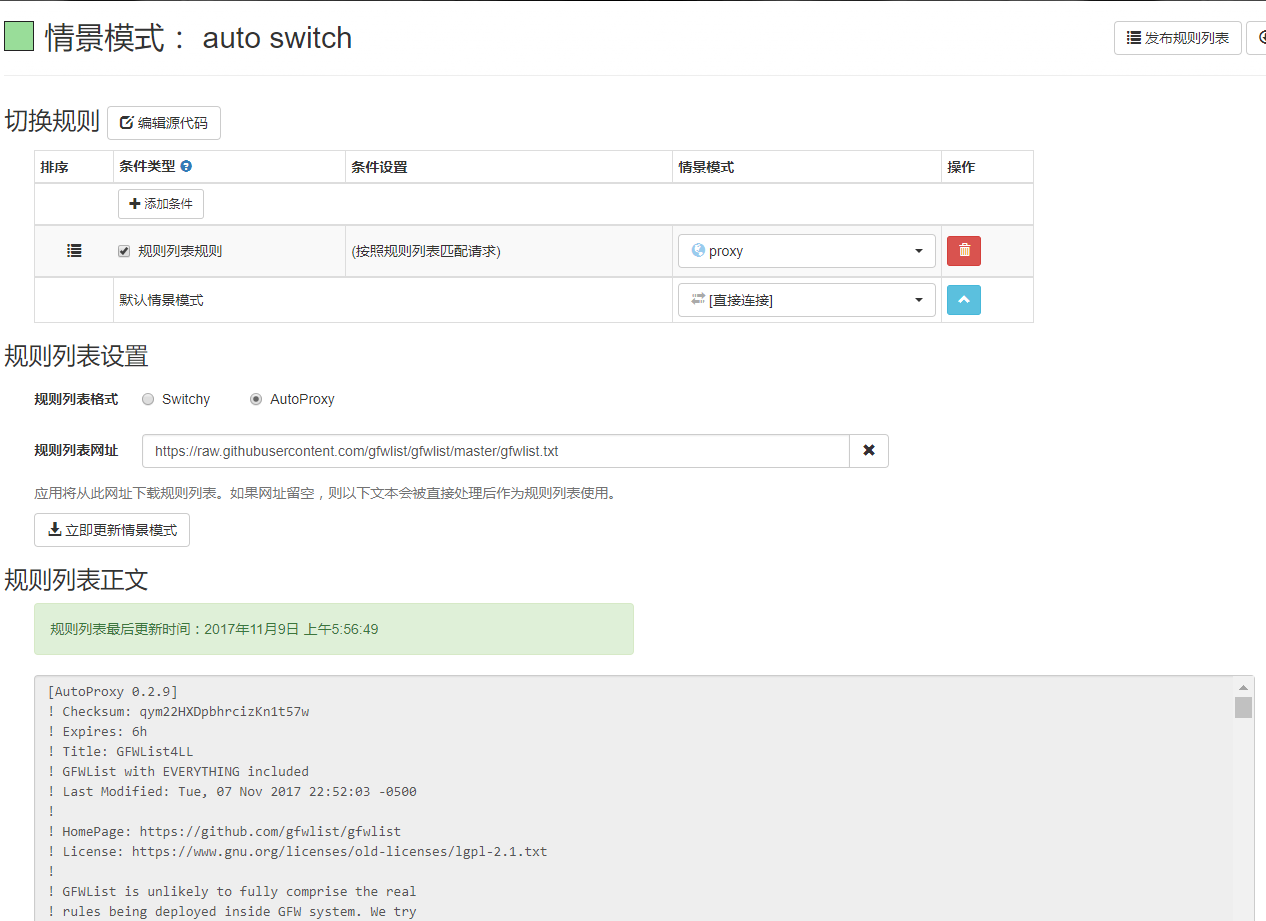 情景模式： auto switch
发布规则列表
切换规则 编辑源代码
排序 条件类型 条件设置 情景模式 操作
添加条件
规则列表规则 (按照规则列表匹配请求) proxy
默认情景模式 [直接连接]
规则列表设置
规则列表格式 Switchy AutoProxy
规则列表网址 https://raw.githubusercontent.com/gfwlist/gfwlist/master/gfwlist.txt
应用将从此网址下载规则列表。如果网址留空，则以下文本会被直接处理后作为规则列表使用。
立即更新情景模式
规则列表正文
规则列表最后更新时间：2017年11月9日 上午5:56:49
[AutoProxy 0.2.9]
! Checksum: qym22HXDpbhrcizKn1t57w
! Expires: 6h
! Title: GFWList4LL
! GFWList with EVERYTHING included
! Last Modified: Tue, 07 Nov 2017 22:52:03 -0500
!
! HomePage: https://github.com/gfwlist/gfwlist
! License: https://www.gnu.org/licenses/old-licenses/lgpl-2.1.txt
!
! GFWList is unlikely to fully comprise the real
! rules being deployed inside GFW system. We try